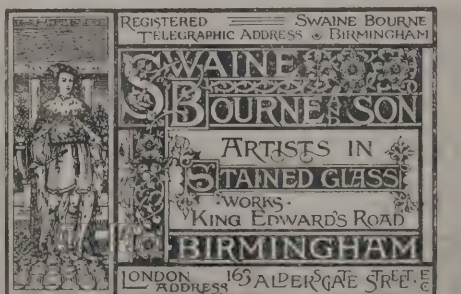 REGISTERED SWAINE BOURNE
TELEGRAPHIC ADDRESS BIRMINGHAM
SWAINE
BOURNE & SON
ARTISTS IN
STAINED GLASS
·WORKS·
KING EDWARD'S ROAD
BIRMINGHAM
LONDON 163 ALDERSGATE STREET·E
ADDRESS C